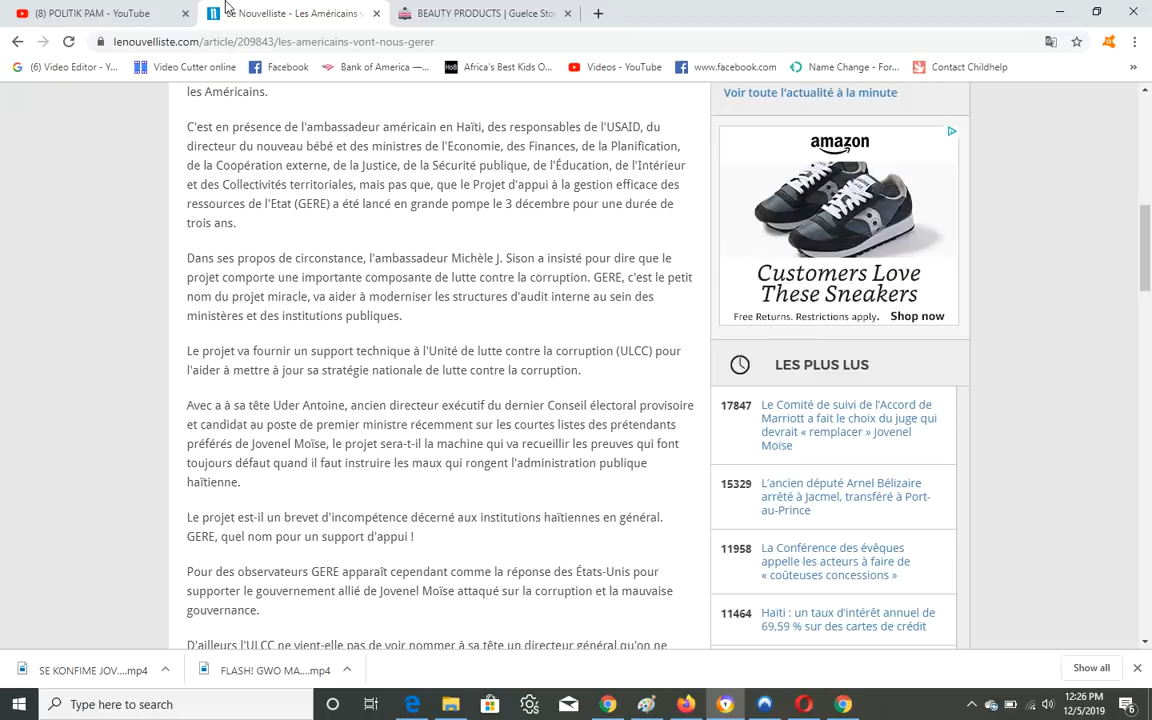 (8) POLITIK PAM - YouTube
Le Nouvelliste - Les Américains v
BEAUTY PRODUCTS | Guelce Sto
lenouvelliste.com/article/209843/les-americains-vont-nous-gerer
(6) Video Editor - Y...
Video Cutter online
Facebook
Bank of America —...
Africa's Best Kids O...
Videos - YouTube
www.facebook.com
Name Change - For...
Contact Childhelp
»
les Américains.
C'est en présence de l'ambassadeur américain en Haïti, des responsables de l'USAID, du
directeur du nouveau bébé et des ministres de l'Economie, des Finances, de la Planification,
de la Coopération externe, de la Justice, de la Sécurité publique, de l'Éducation, de l'Intérieur
et des Collectivités territoriales, mais pas que, que le Projet d'appui à la gestion efficace des
ressources de l'Etat (GERE) a été lancé en grande pompe le 3 décembre pour une durée de
trois ans.
Dans ses propos de circonstance, l'ambassadeur Michèle J. Sison a insisté pour dire que le
projet comporte une importante composante de lutte contre la corruption. GERE, c'est le petit
nom du projet miracle, va aider à moderniser les structures d'audit interne au sein des
ministères et des institutions publiques.
Le projet va fournir un support technique à l'Unité de lutte contre la corruption (ULCC) pour
l'aider à mettre à jour sa stratégie nationale de lutte contre la corruption.
Avec a à sa tête Uder Antoine, ancien directeur exécutif du dernier Conseil électoral provisoire
et candidat au poste de premier ministre récemment sur les courtes listes des prétendants
préférés de Jovenel Moïse, le projet sera-t-il la machine qui va recueillir les preuves qui font
toujours défaut quand il faut instruire les maux qui rongent l'administration publique
haïtienne.
Le projet est-il un brevet d'incompétence décerné aux institutions haïtiennes en général.
GERE, quel nom pour un support d'appui !
Pour des observateurs GERE apparaît cependant comme la réponse des États-Unis pour
supporter le gouvernement allié de Jovenel Moïse attaqué sur la corruption et la mauvaise
gouvernance.
D'ailleurs l'ULCC ne vient-elle pas de voir nommer à sa tête un directeur général qu'on ne
Voir toute l'actualité à la minute
amazon
Customers Love
These Sneakers
Free Returns. Restrictions apply. Shop now
LES PLUS LUS
17847 Le Comité de suivi de l'Accord de
Marriott a fait le choix du juge qui
devrait « remplacer » Jovenel
Moïse
15329 L'ancien député Arnel Bélizaire
arrêté à Jacmel, transféré à Port-
au-Prince
11958 La Conférence des évêques
appelle les acteurs à faire de
« coûteuses concessions »
11464 Haïti : un taux d'intérêt annuel de
69,59 % sur des cartes de crédit
SE KONFIME JOV....mp4
FLASH! GWO MA....mp4
Show all
Type here to search
12:26 PM
12/5/2019
6